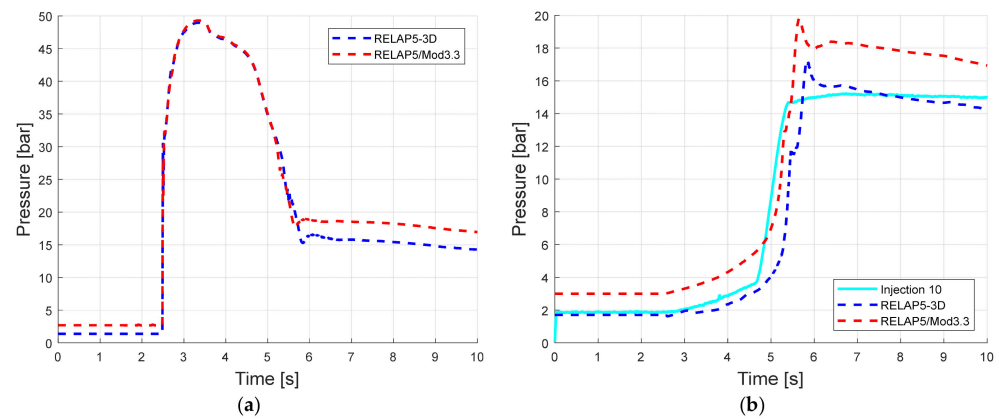 50
45
40
35
30
25
20
15
10
5
0
Pressure [bar]
RELAP5-3D
RELAP5/Mod3.3
0 1 2 3 4 5 6 7 8 9 10
Time [s]
(a)
20
18
16
14
12
10
8
6
4
2
0
Pressure [bar]
Injection 10
RELAP5-3D
RELAP5/Mod3.3
0 1 2 3 4 5 6 7 8 9 10
Time [s]
(b)